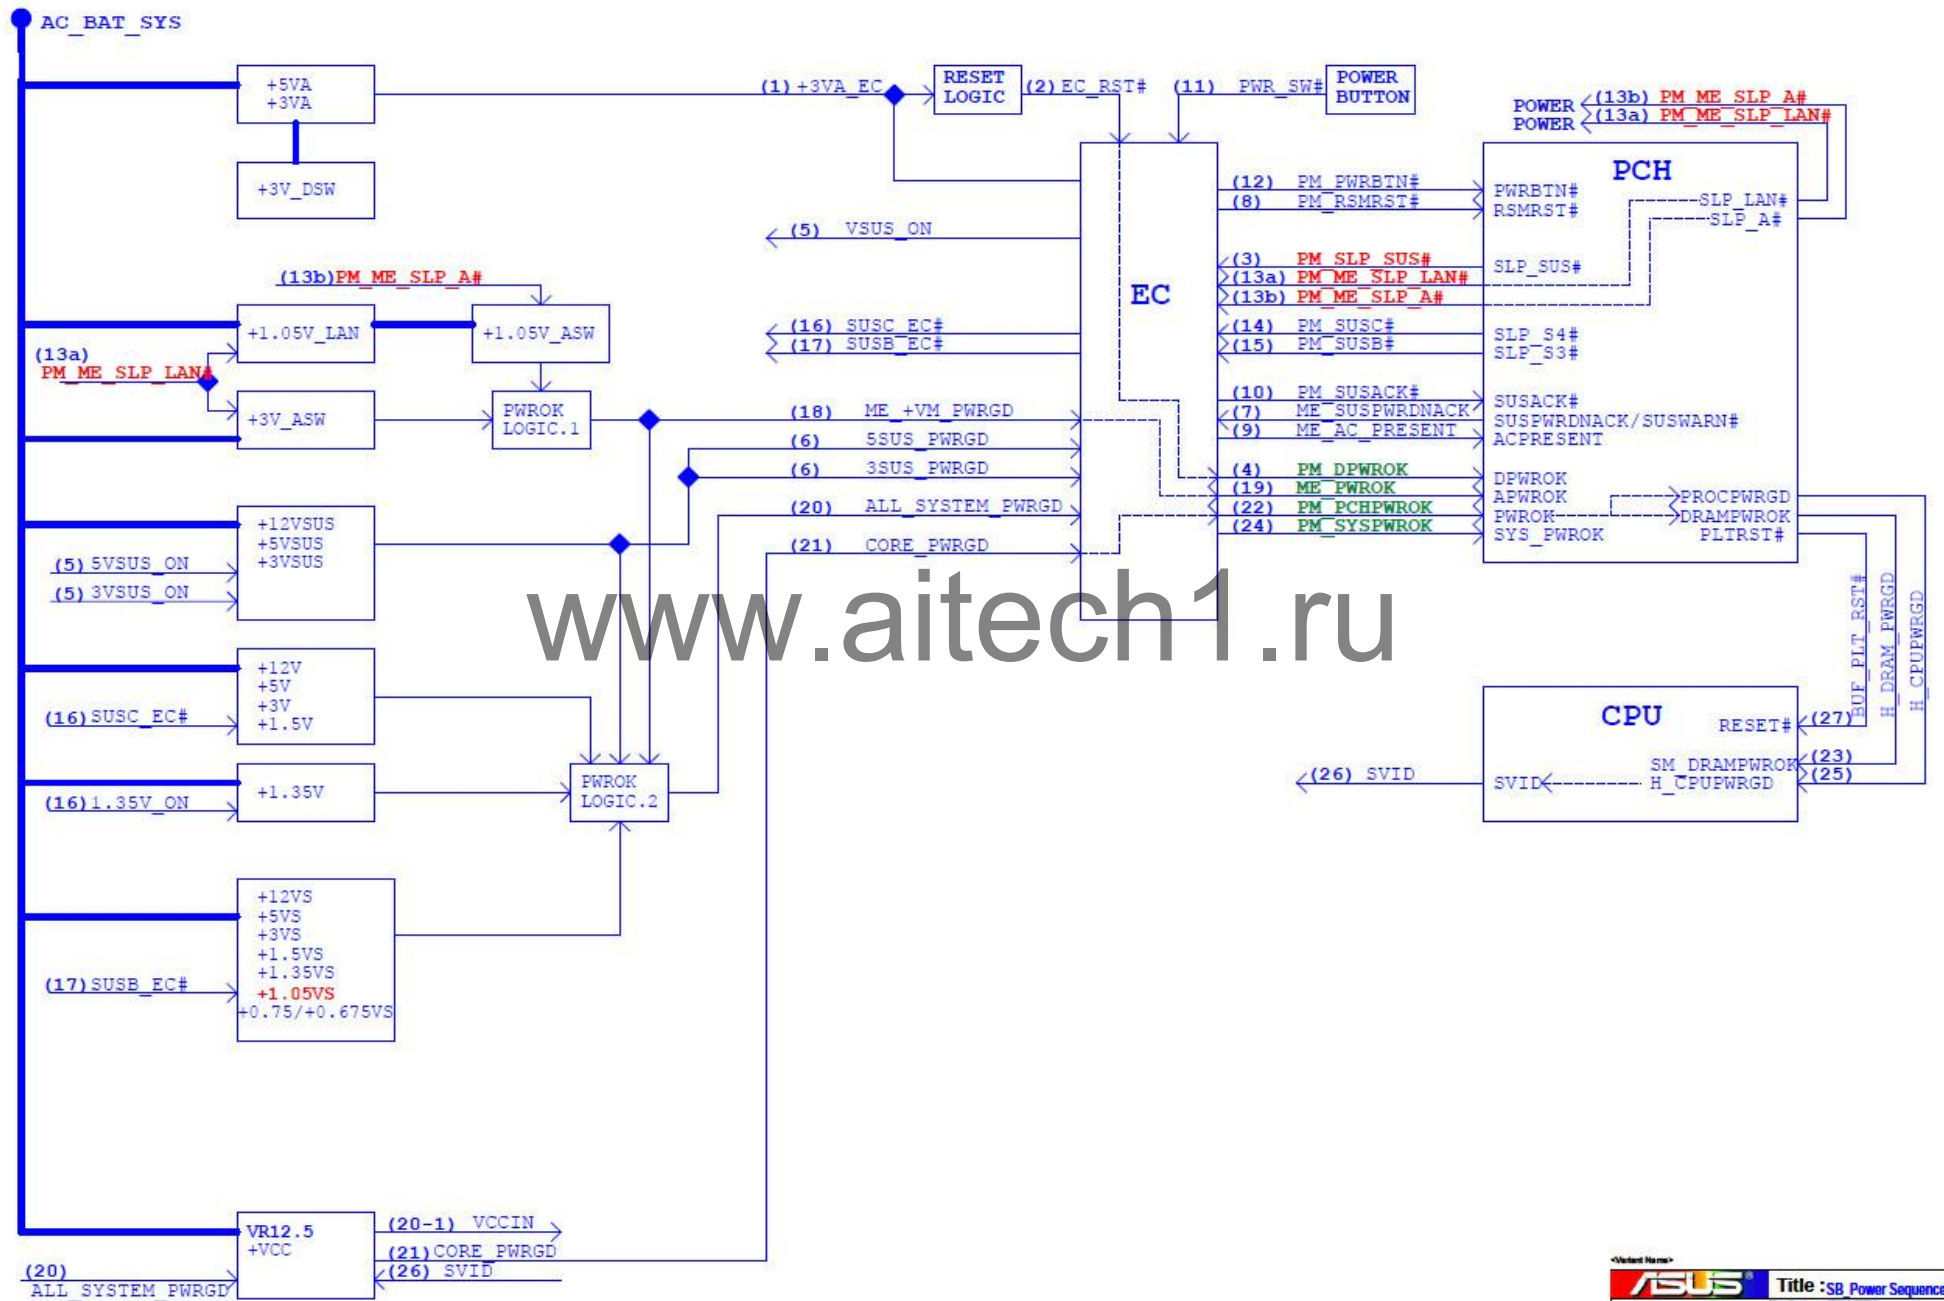 AC_BAT_SYS
+5VA
+3VA
+3V_DSW
(1) +3VA_EC
RESET
LOGIC
(2) EC_RST#
(11) PWR_SW#
POWER
BUTTON
POWER (13b) PM_ME_SLP_A#
POWER (13a) PM_ME_SLP_LAN#
PCH
EC
(12) PM_PWRBTN#
(8) PM_RSMRST#
PWRBTN#
RSMRST#
SLP_LAN#
SLP_A#
(5) VSUS_ON
(3) PM_SLP_SUS#
(13a) PM_ME_SLP_LAN#
(13b) PM_ME_SLP_A#
SLP_SUS#
(16) SUSC_EC#
(17) SUSB_EC#
(14) PM_SUSC#
(15) PM_SUSB#
SLP_S4#
SLP_S3#
(10) PM_SUSACK#
(7) ME_SUSPWRDNACK
(9) ME_AC_PRESENT
SUSACK#
SUSPWRDNACK/SUSWARN#
ACPRESENT
(4) PM_DPWROK
(19) ME_PWROK
(22) PM_PCHPWROK
(24) PM_SYSPWROK
DPWROK
APWROK
PWROK
SYS_PWROK
PROCPWRGD
DRAMPWROK
PLTRST#
(13b) PM_ME_SLP_A#
+1.05V_LAN
+1.05V_ASW
(13a)
PM_ME_SLP_LAN#
+3V_ASW
PWROK
LOGIC.1
(18) ME_+VM_PWRGD
(6) 5SUS_PWRGD
(6) 3SUS_PWRGD
(20) ALL_SYSTEM_PWRGD
(21) CORE_PWRGD
+12VSUS
+5VSUS
+3VSUS
(5) 5VSUS_ON
(5) 3VSUS_ON
www.aitech1.ru
BUF_PLT_RST#
H_DRAM_PWRGD
H_CPUPWRGD
+12V
+5V
+3V
+1.5V
(16) SUSC_EC#
CPU
RESET#
(27)
SM_DRAMPWROK
(23)
H_CPUPWRGD
(25)
SVID
(26) SVID
+1.35V
(16) 1.35V_ON
PWROK
LOGIC.2
+12VS
+5VS
+3VS
+1.5VS
+1.35VS
+1.05VS
+0.75/+0.675VS
(17) SUSB_EC#
VR12.5
+VCC
(20-1) VCCIN
(21) CORE_PWRGD
(26) SVID
(20)
ALL_SYSTEM_PWRGD
<Variant Name>
ASUS
Title : SB_Power Sequence